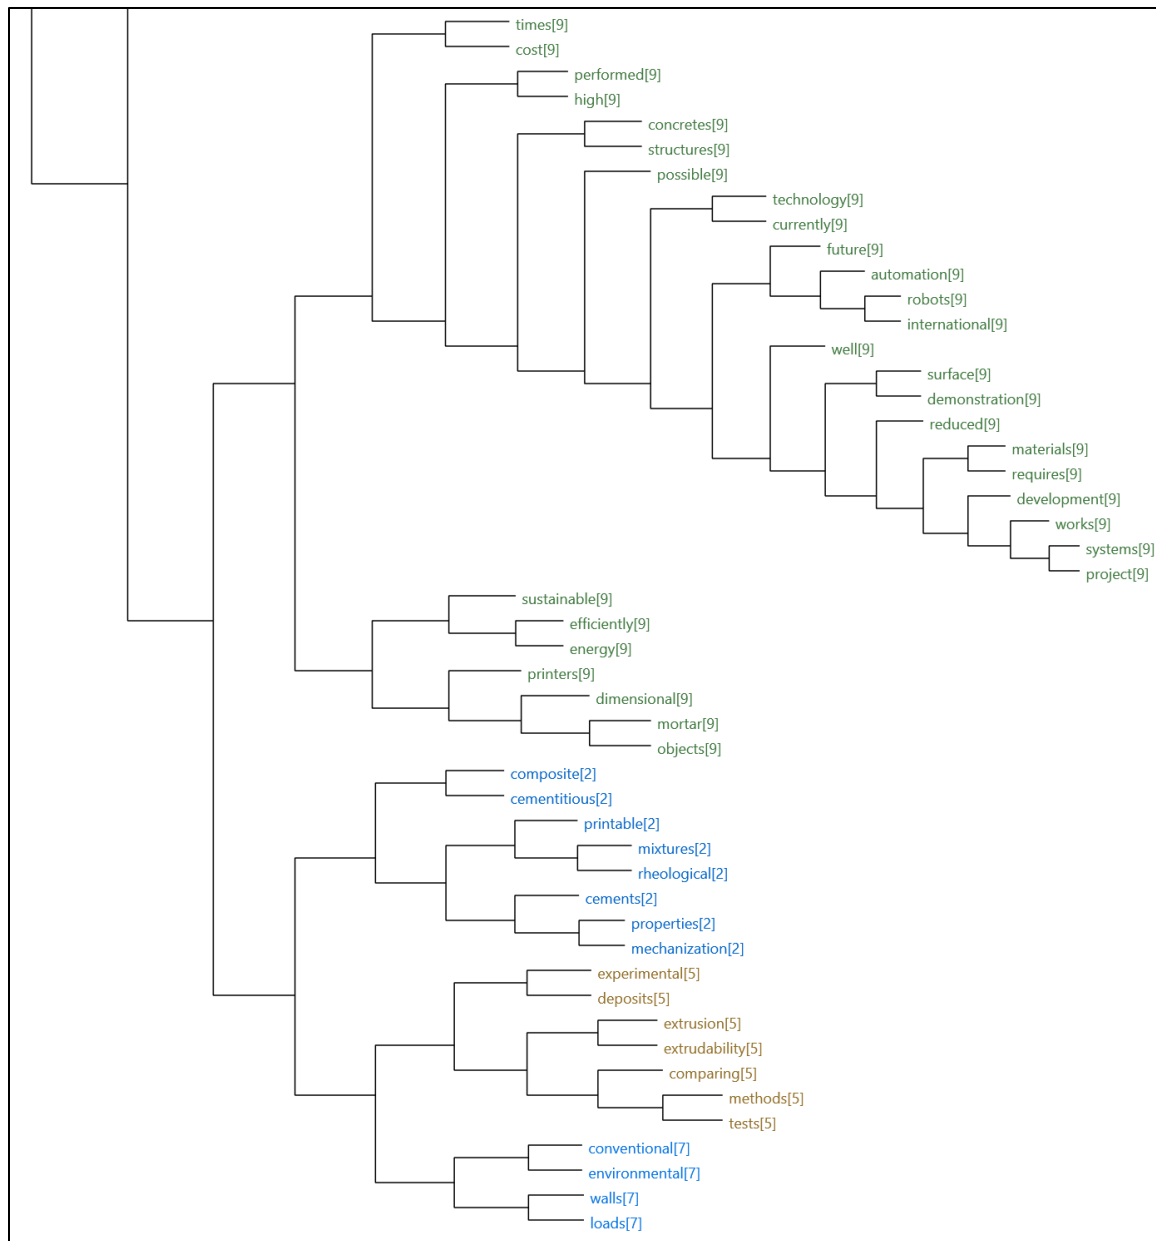 times[9]
cost[9]
performed[9]
high[9]
concretes[9]
structures[9]
possible[9]
technology[9]
currently[9]
future[9]
automation[9]
robots[9]
international[9]
well[9]
surface[9]
demonstration[9]
reduced[9]
materials[9]
requires[9]
development[9]
works[9]
systems[9]
project[9]
sustainable[9]
efficiently[9]
energy[9]
printers[9]
dimensional[9]
mortar[9]
objects[9]
composite[2]
cementitious[2]
printable[2]
mixtures[2]
rheological[2]
cements[2]
properties[2]
mechanization[2]
experimental[5]
deposits[5]
extrusion[5]
extrudability[5]
comparing[5]
methods[5]
tests[5]
conventional[7]
environmental[7]
walls[7]
loads[7]